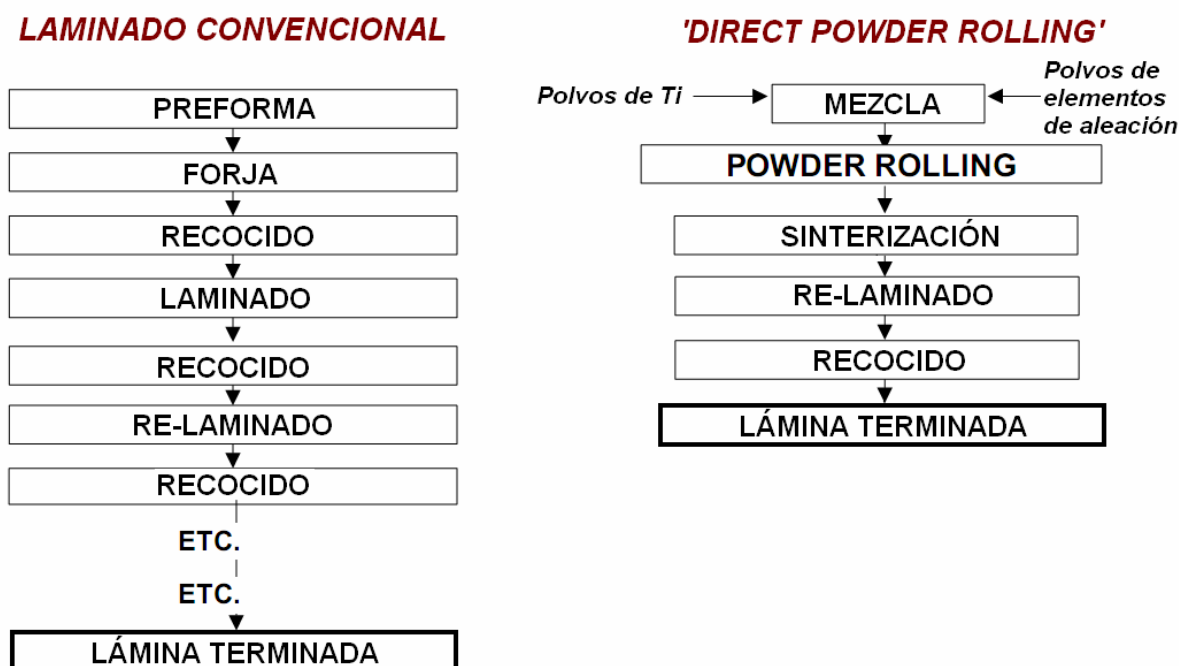 LAMINADO CONVENCIONAL
PREFORMA
FORJA
RECOCIDO
LAMINADO
RECOCIDO
RE-LAMINADO
RECOCIDO
ETC.
ETC.
LÁMINA TERMINADA
'DIRECT POWDER ROLLING'
Polvos de Ti
MEZCLA
Polvos de
elementos
de aleación
POWDER ROLLING
SINTERIZACIÓN
RE-LAMINADO
RECOCIDO
LÁMINA TERMINADA